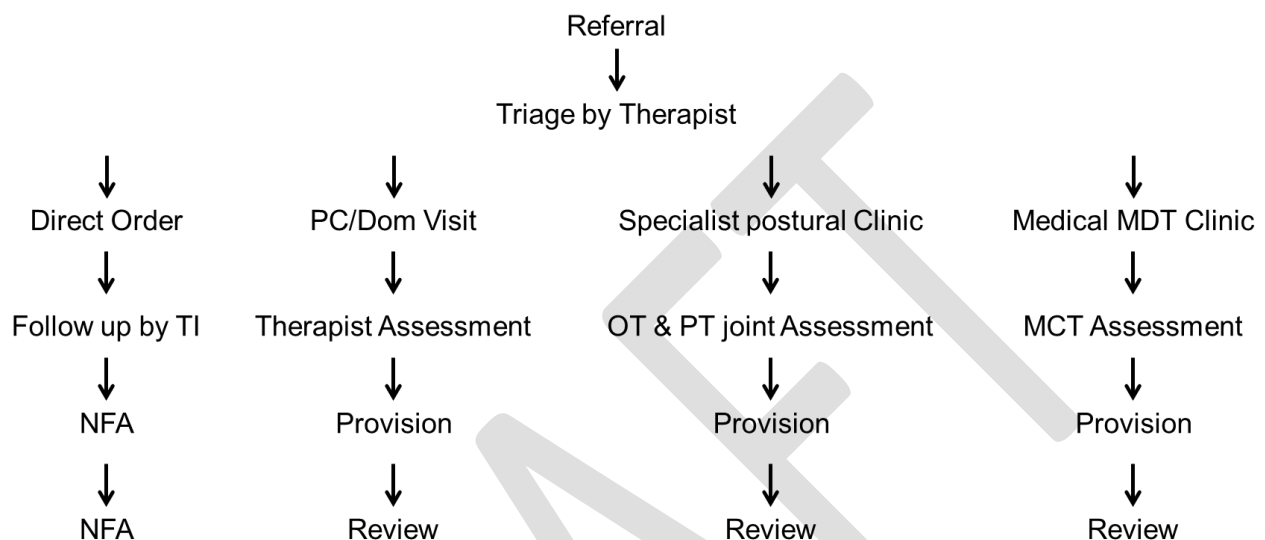 Referral
Triage by Therapist
Direct Order PC/Dom Visit Specialist postural Clinic Medical MDT Clinic
Follow up by TI Therapist Assessment OT & PT joint Assessment MCT Assessment
NFA Provision Provision Provision
NFA Review Review Review